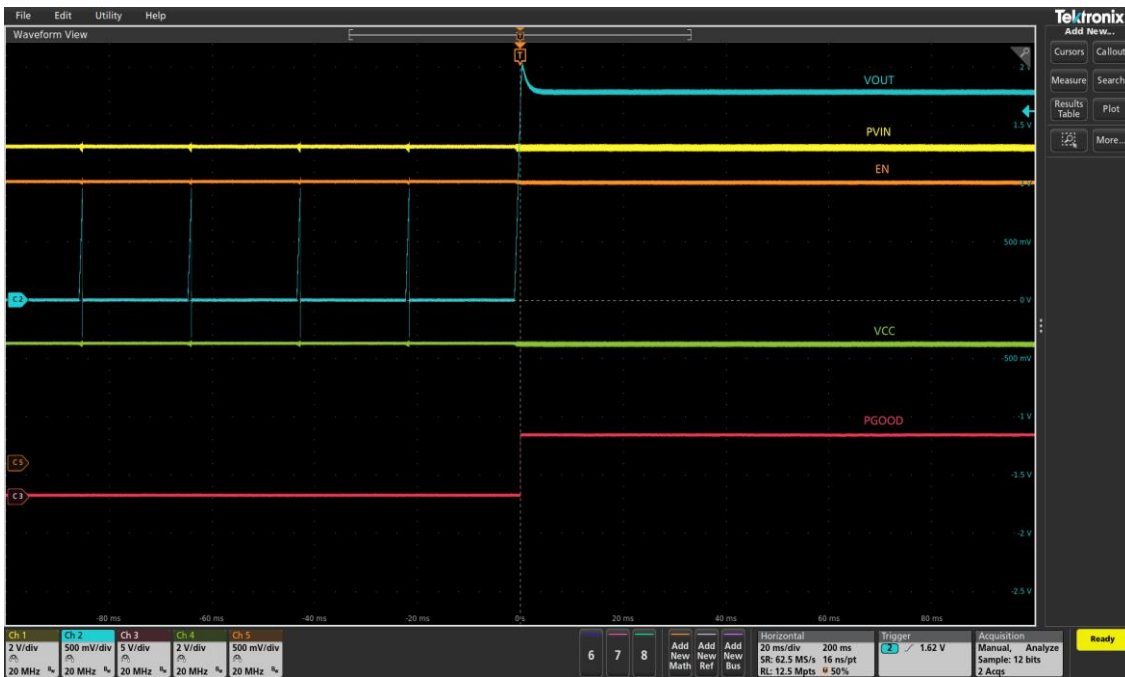 File Edit Utility Help
Tektronix
Waveform View
Add New...
Cursors Callout
Measure Search
Results Table Plot
More...
T
T
VOUT
PVIN
EN
VCC
PGOOD
2 V
1.5 V
500 mV
0 V
-500 mV
-1 V
-1.5 V
-2 V
-2.5 V
C2
C5
C3
-80 ms -60 ms -40 ms -20 ms 0 s 20 ms 40 ms 60 ms 80 ms
Ch 1
2 V/div
20 MHz
Ch 2
500 mV/div
20 MHz
Ch 3
5 V/div
20 MHz
Ch 4
2 V/div
20 MHz
Ch 5
500 mV/div
20 MHz
6 7 8
Add New Math
Add New Ref
Add New Bus
Horizontal
20 ms/div 200 ms
SR: 62.5 MS/s 16 ns/pt
RL: 12.5 Mpts 50%
Trigger
2 1.62 V
Acquisition
Manual, Analyze
Sample: 12 bits
2 Acqs
Ready